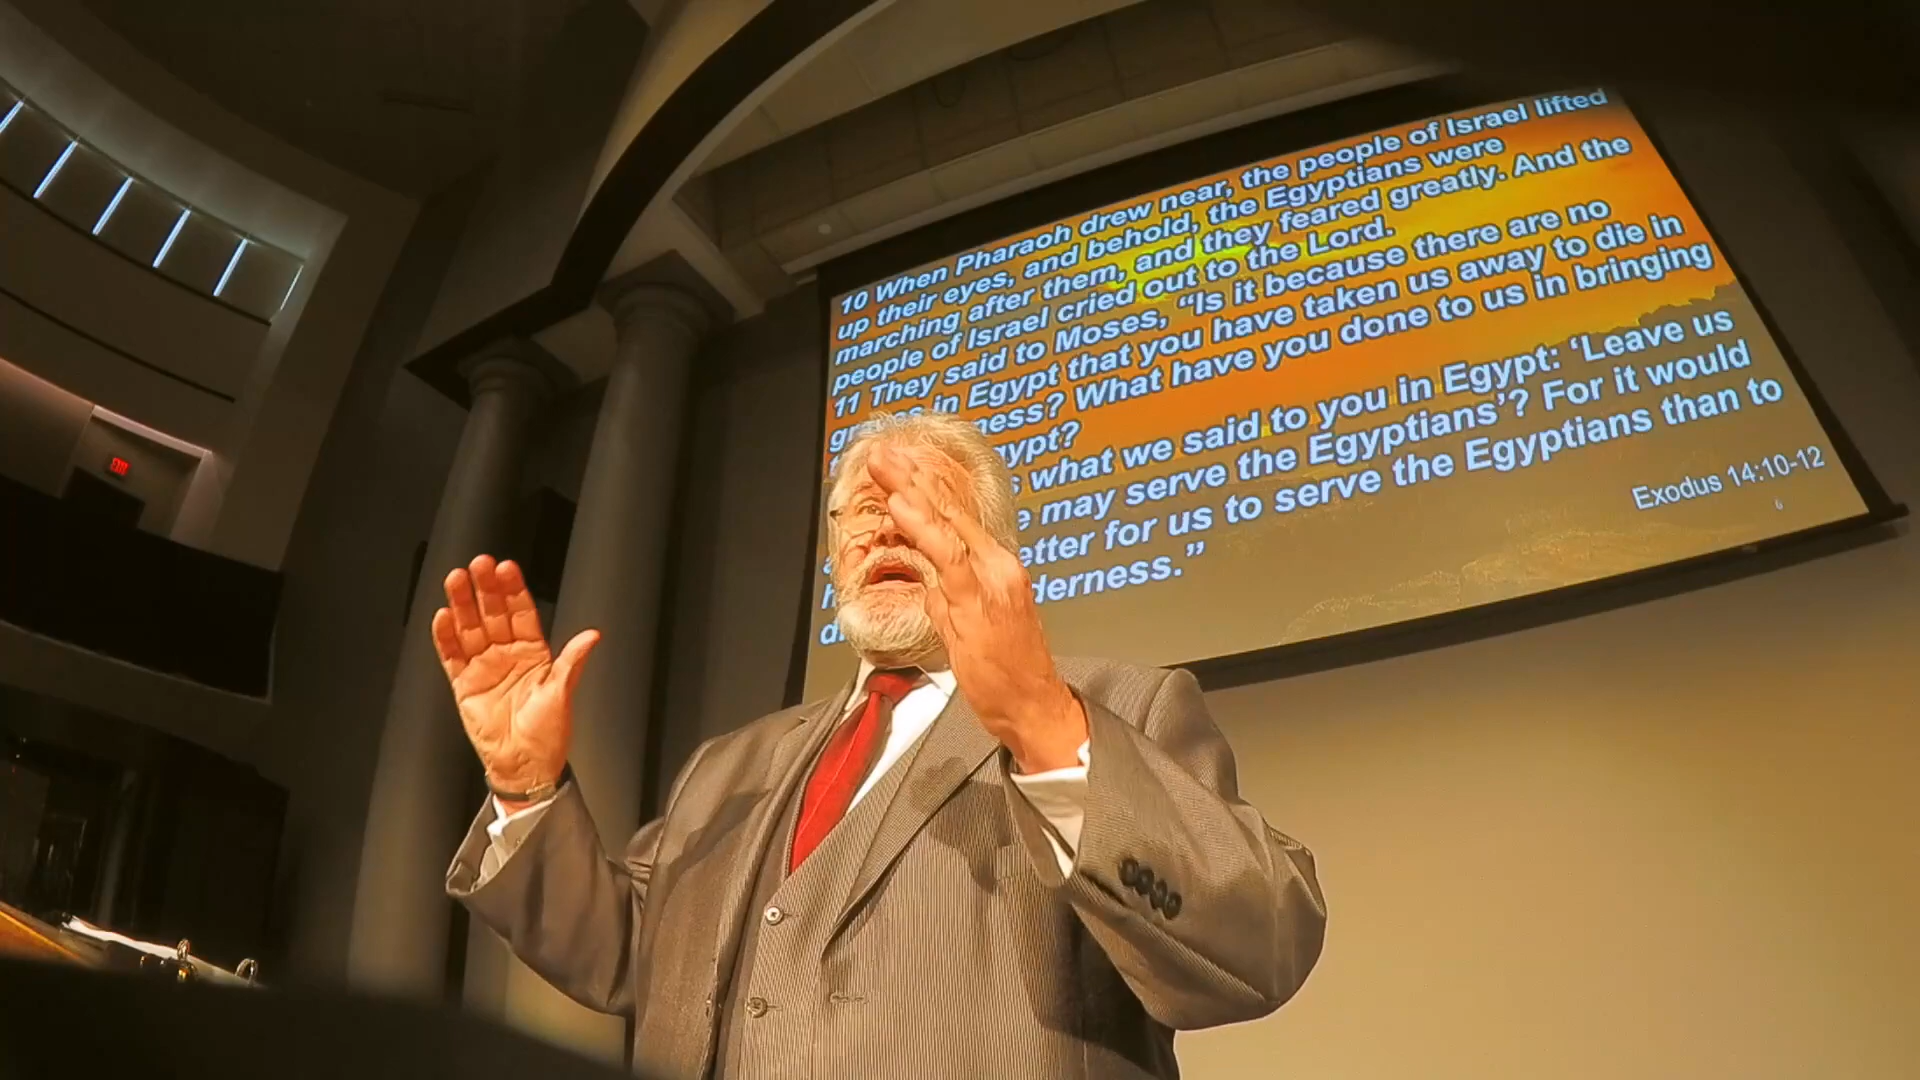 10 When Pharaoh drew near, the people of Israel lifted
up their eyes, and behold, the Egyptians were
marching after them, and they feared greatly. And the
people of Israel cried out to the Lord.
11 They said to Moses, “Is it because there are no
in Egypt that you have taken us away to die in
What have you done to us in bringing
what we said to you in Egypt: ‘Leave us
may serve the Egyptians’? For it would
for us to serve the Egyptians than to
Exodus 14:10-12
6
EXIT